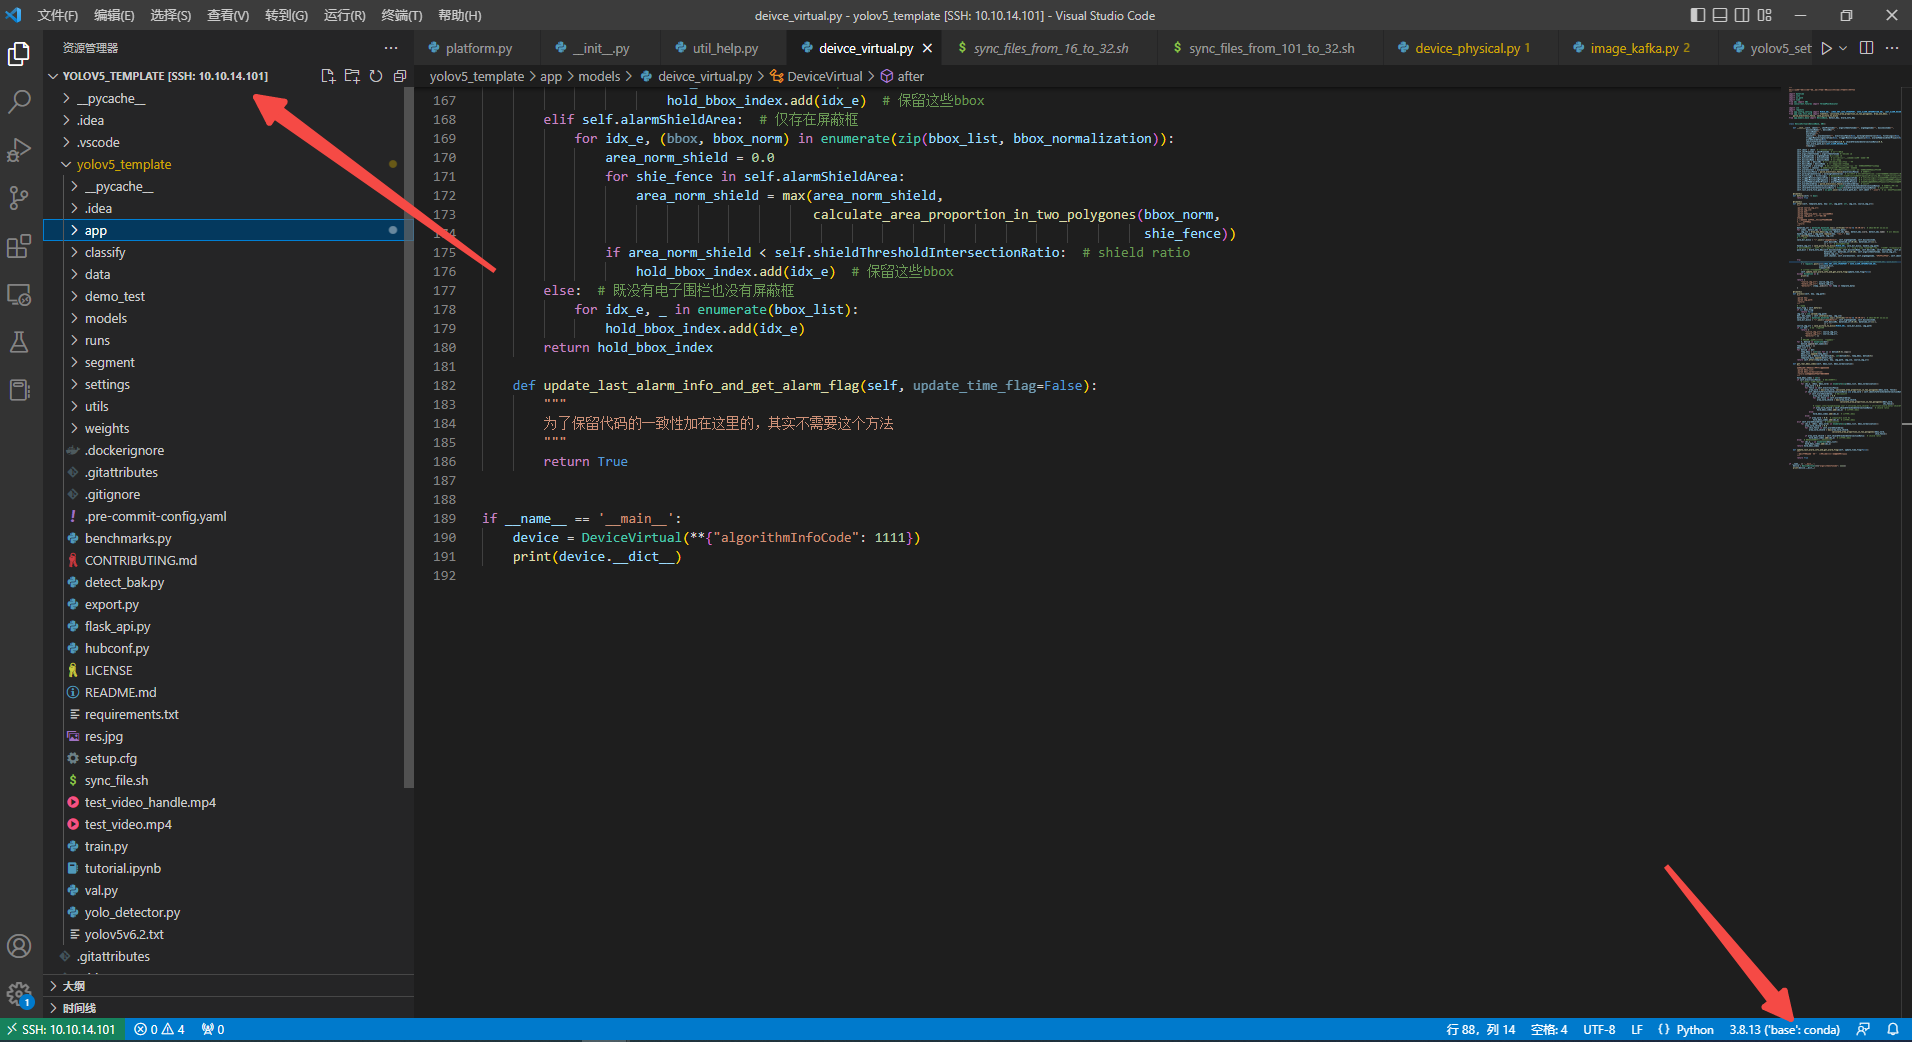 文件(F) 编辑(E) 选择(S) 查看(V) 转到(G) 运行(R) 终端(T) 帮助(H)
deivce_virtual.py - yolov5_template [SSH: 10.10.14.101] - Visual Studio Code
资源管理器
platform.py __init__.py util_help.py deivce_virtual.py sync_files_from_16_to_32.sh sync_files_from_101_to_32.sh device_physical.py 1 image_kafka.py 2 yolov5_set
YOLOV5_TEMPLATE [SSH: 10.10.14.101]
yolov5_template > app > models > deivce_virtual.py > DeviceVirtual > after
__pycache__
.idea
.vscode
yolov5_template
__pycache__
.idea
app
classify
data
demo_test
models
runs
segment
settings
utils
weights
.dockerignore
.gitattributes
.gitignore
.pre-commit-config.yaml
benchmarks.py
CONTRIBUTING.md
detect_bak.py
export.py
flask_api.py
hubconf.py
LICENSE
README.md
requirements.txt
res.jpg
setup.cfg
sync_file.sh
test_video_handle.mp4
test_video.mp4
train.py
tutorial.ipynb
val.py
yolo_detector.py
yolov5v6.2.txt
.gitattributes
大纲
时间线
167 hold_bbox_index.add(idx_e) # 保留这些bbox
168 elif self.alarmShieldArea: # 仅存在屏蔽框
169 for idx_e, (bbox, bbox_norm) in enumerate(zip(bbox_list, bbox_normalization)):
170 area_norm_shield = 0.0
171 for shie_fence in self.alarmShieldArea:
172 area_norm_shield = max(area_norm_shield,
173 calculate_area_proportion_in_two_polygones(bbox_norm,
174 shie_fence))
175 if area_norm_shield < self.shieldThresholdIntersectionRatio: # shield ratio
176 hold_bbox_index.add(idx_e) # 保留这些bbox
177 else: # 既没有电子围栏也没有屏蔽框
178 for idx_e, _ in enumerate(bbox_list):
179 hold_bbox_index.add(idx_e)
180 return hold_bbox_index
181
182 def update_last_alarm_info_and_get_alarm_flag(self, update_time_flag=False):
183 """
184 为了保留代码的一致性加在这里的，其实不需要这个方法
185 """
186 return True
187
188
189 if __name__ == '__main__':
190 device = DeviceVirtual(**{"algorithmInfoCode": 1111})
191 print(device.__dict__)
192
1
SSH: 10.10.14.101 0 4 0
行 88，列 14 空格: 4 UTF-8 LF Python 3.8.13 ('base': conda)